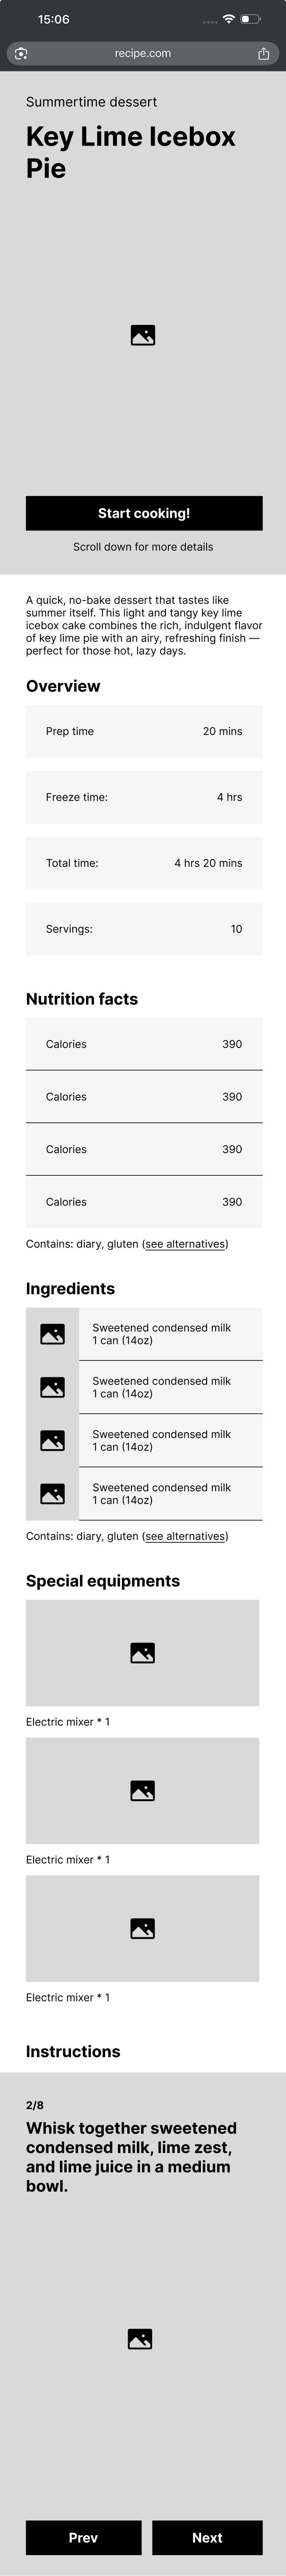 15:06
recipe.com
Summertime dessert
Key Lime Icebox
Pie
Start cooking!
Scroll down for more details
A quick, no-bake dessert that tastes like
summer itself. This light and tangy key lime
icebox cake combines the rich, indulgent flavor
of key lime pie with an airy, refreshing finish —
perfect for those hot, lazy days.
Overview
Prep time 20 mins
Freeze time: 4 hrs
Total time: 4 hrs 20 mins
Servings: 10
Nutrition facts
Calories 390
Calories 390
Calories 390
Calories 390
Contains: diary, gluten (see alternatives)
Ingredients
Sweetened condensed milk
1 can (14oz)
Sweetened condensed milk
1 can (14oz)
Sweetened condensed milk
1 can (14oz)
Sweetened condensed milk
1 can (14oz)
Contains: diary, gluten (see alternatives)
Special equipments
Electric mixer * 1
Electric mixer * 1
Electric mixer * 1
Instructions
2/8
Whisk together sweetened
condensed milk, lime zest,
and lime juice in a medium
bowl.
Prev Next